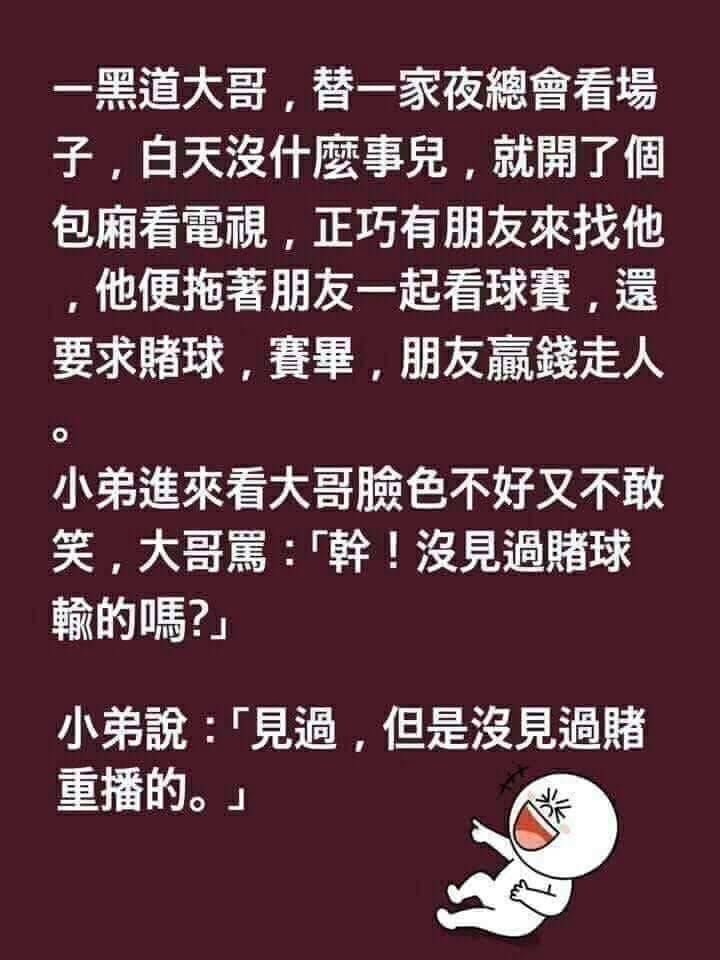 一黑道大哥，替一家夜總會看場
子，白天沒什麼事兒，就開了個
包廂看電視，正巧有朋友來找他
，他便拖著朋友一起看球賽，還
要求賭球，賽畢，朋友贏錢走人
。
小弟進來看大哥臉色不好又不敢
笑，大哥罵：「幹！沒見過賭球
輸的嗎?」
小弟說：「見過，但是沒見過賭
重播的。」